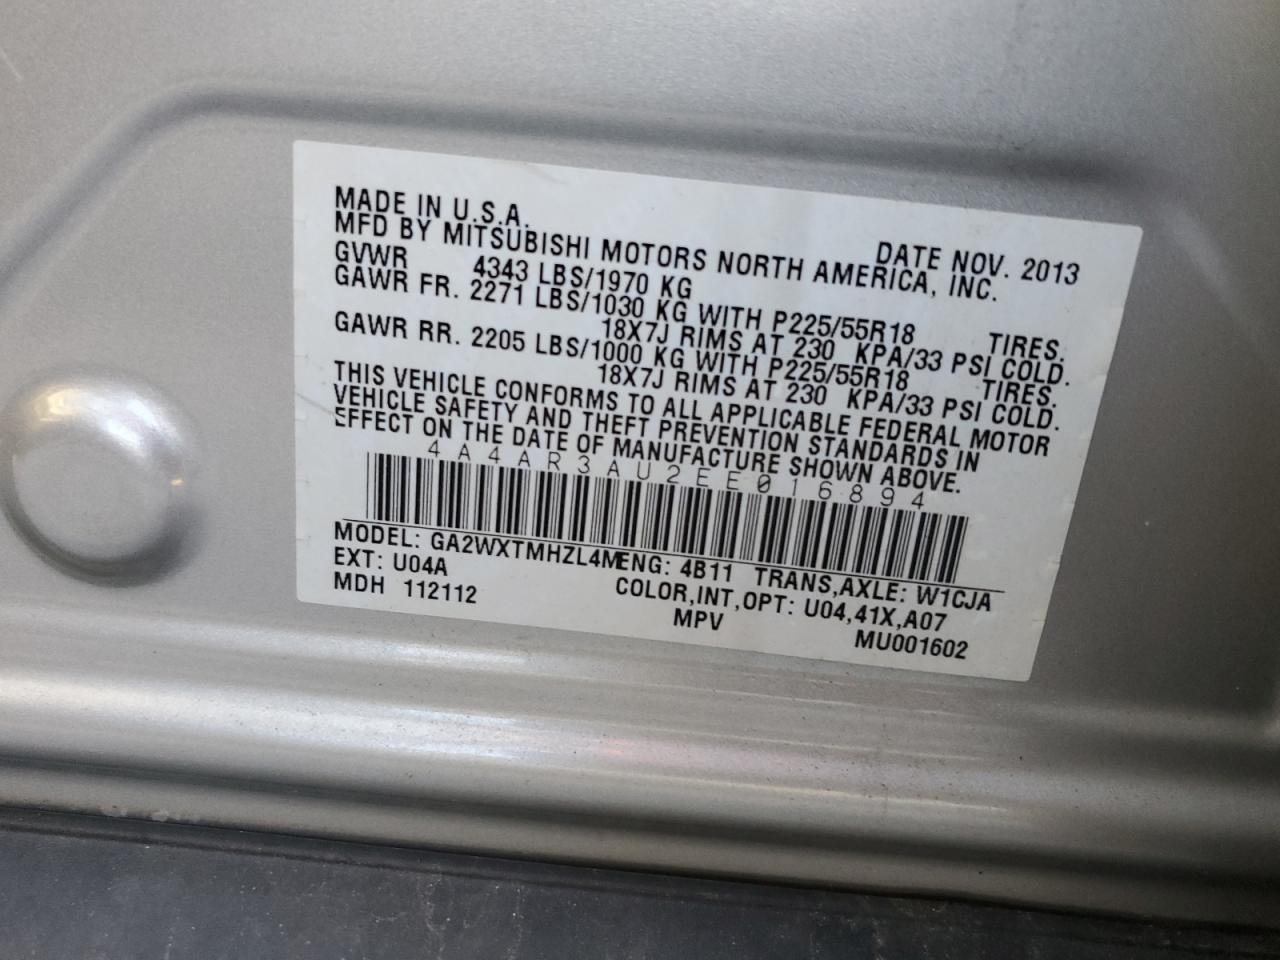 MADE IN U.S.A. DATE NOV. 2013
MFD BY MITSUBISHI MOTORS NORTH AMERICA, INC.
GVWR 4343 LBS/1970 KG
GAWR FR. 2271 LBS/1030 KG WITH P225/55R18 TIRES.
18X7J RIMS AT 230 KPA/33 PSI COLD.
GAWR RR. 2205 LBS/1000 KG WITH P225/55R18 TIRES.
18X7J RIMS AT 230 KPA/33 PSI COLD.
THIS VEHICLE CONFORMS TO ALL APPLICABLE FEDERAL MOTOR
VEHICLE SAFETY AND THEFT PREVENTION STANDARDS IN
EFFECT ON THE DATE OF MANUFACTURE SHOWN ABOVE.
4A4AR3AU2EE016894
MODEL: GA2WXTMHZL4M ENG: 4B11 TRANS,AXLE: W1CJA
EXT: U04A COLOR,INT,OPT: U04,41X,A07
MDH 112112 MPV MU001602